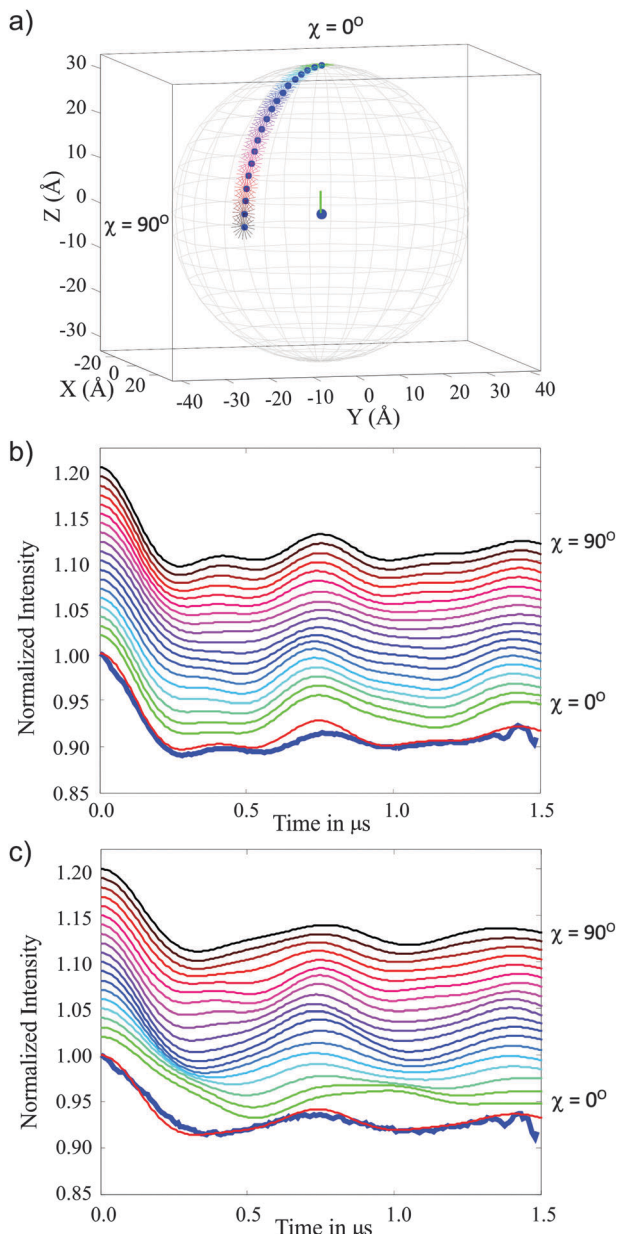 a)
χ = 0°
30
20
10
0
-10
-20
-30
Z (Å)
χ = 90°
-20
0
20
X (Å)
-40 -30 -20 -10 0 10 20 30 40
Y (Å)
b)
1.20
1.15
1.10
1.05
1.00
0.95
0.90
0.85
Normalized Intensity
χ = 90°
χ = 0°
0.0 0.5 1.0 1.5
Time in μs
c)
1.20
1.15
1.10
1.05
1.00
0.95
0.90
0.85
Normalized Intensity
χ = 90°
χ = 0°
0.0 0.5 1.0 1.5
Time in μs